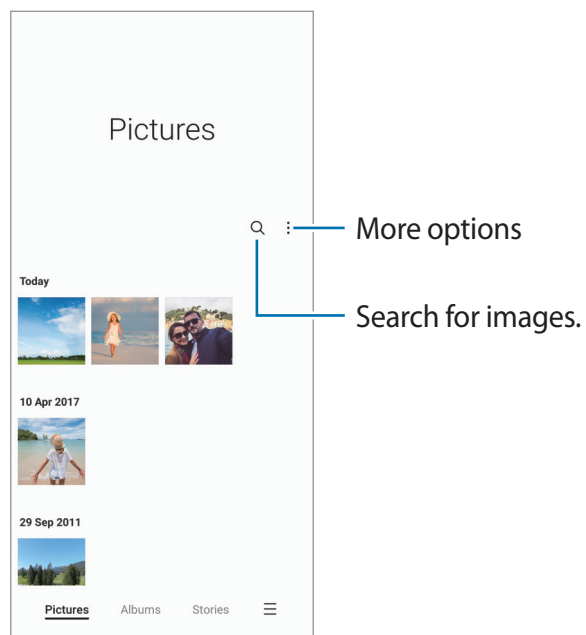 Pictures
More options
Search for images.
Today
10 Apr 2017
29 Sep 2011
Pictures Albums Stories